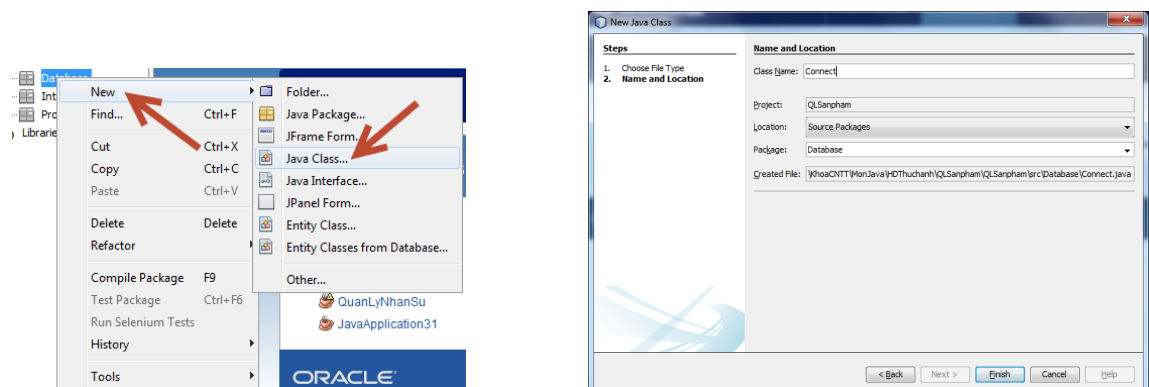 Database
Int
Pro
Librarie
New
Find... Ctrl+F
Cut Ctrl+X
Copy Ctrl+C
Paste Ctrl+V
Delete Delete
Refactor
Compile Package F9
Test Package Ctrl+F6
Run Selenium Tests
History
Tools
Folder...
Java Package...
JFrame Form...
Java Class...
Java Interface...
JPanel Form...
Entity Class...
Entity Classes from Database...
Other...
QuanLyNhanSu
JavaApplication31
ORACLE
New Java Class
Steps
1. Choose File Type
2. Name and Location
Name and Location
Class Name: Connect
Project: QLSanpham
Location: Source Packages
Package: Database
Created File: \KhoaCNTT\MonJava\HDThuchanh\QLSanpham\QLSanpham\src\Database\Connect.java
< Back Next > Finish Cancel Help